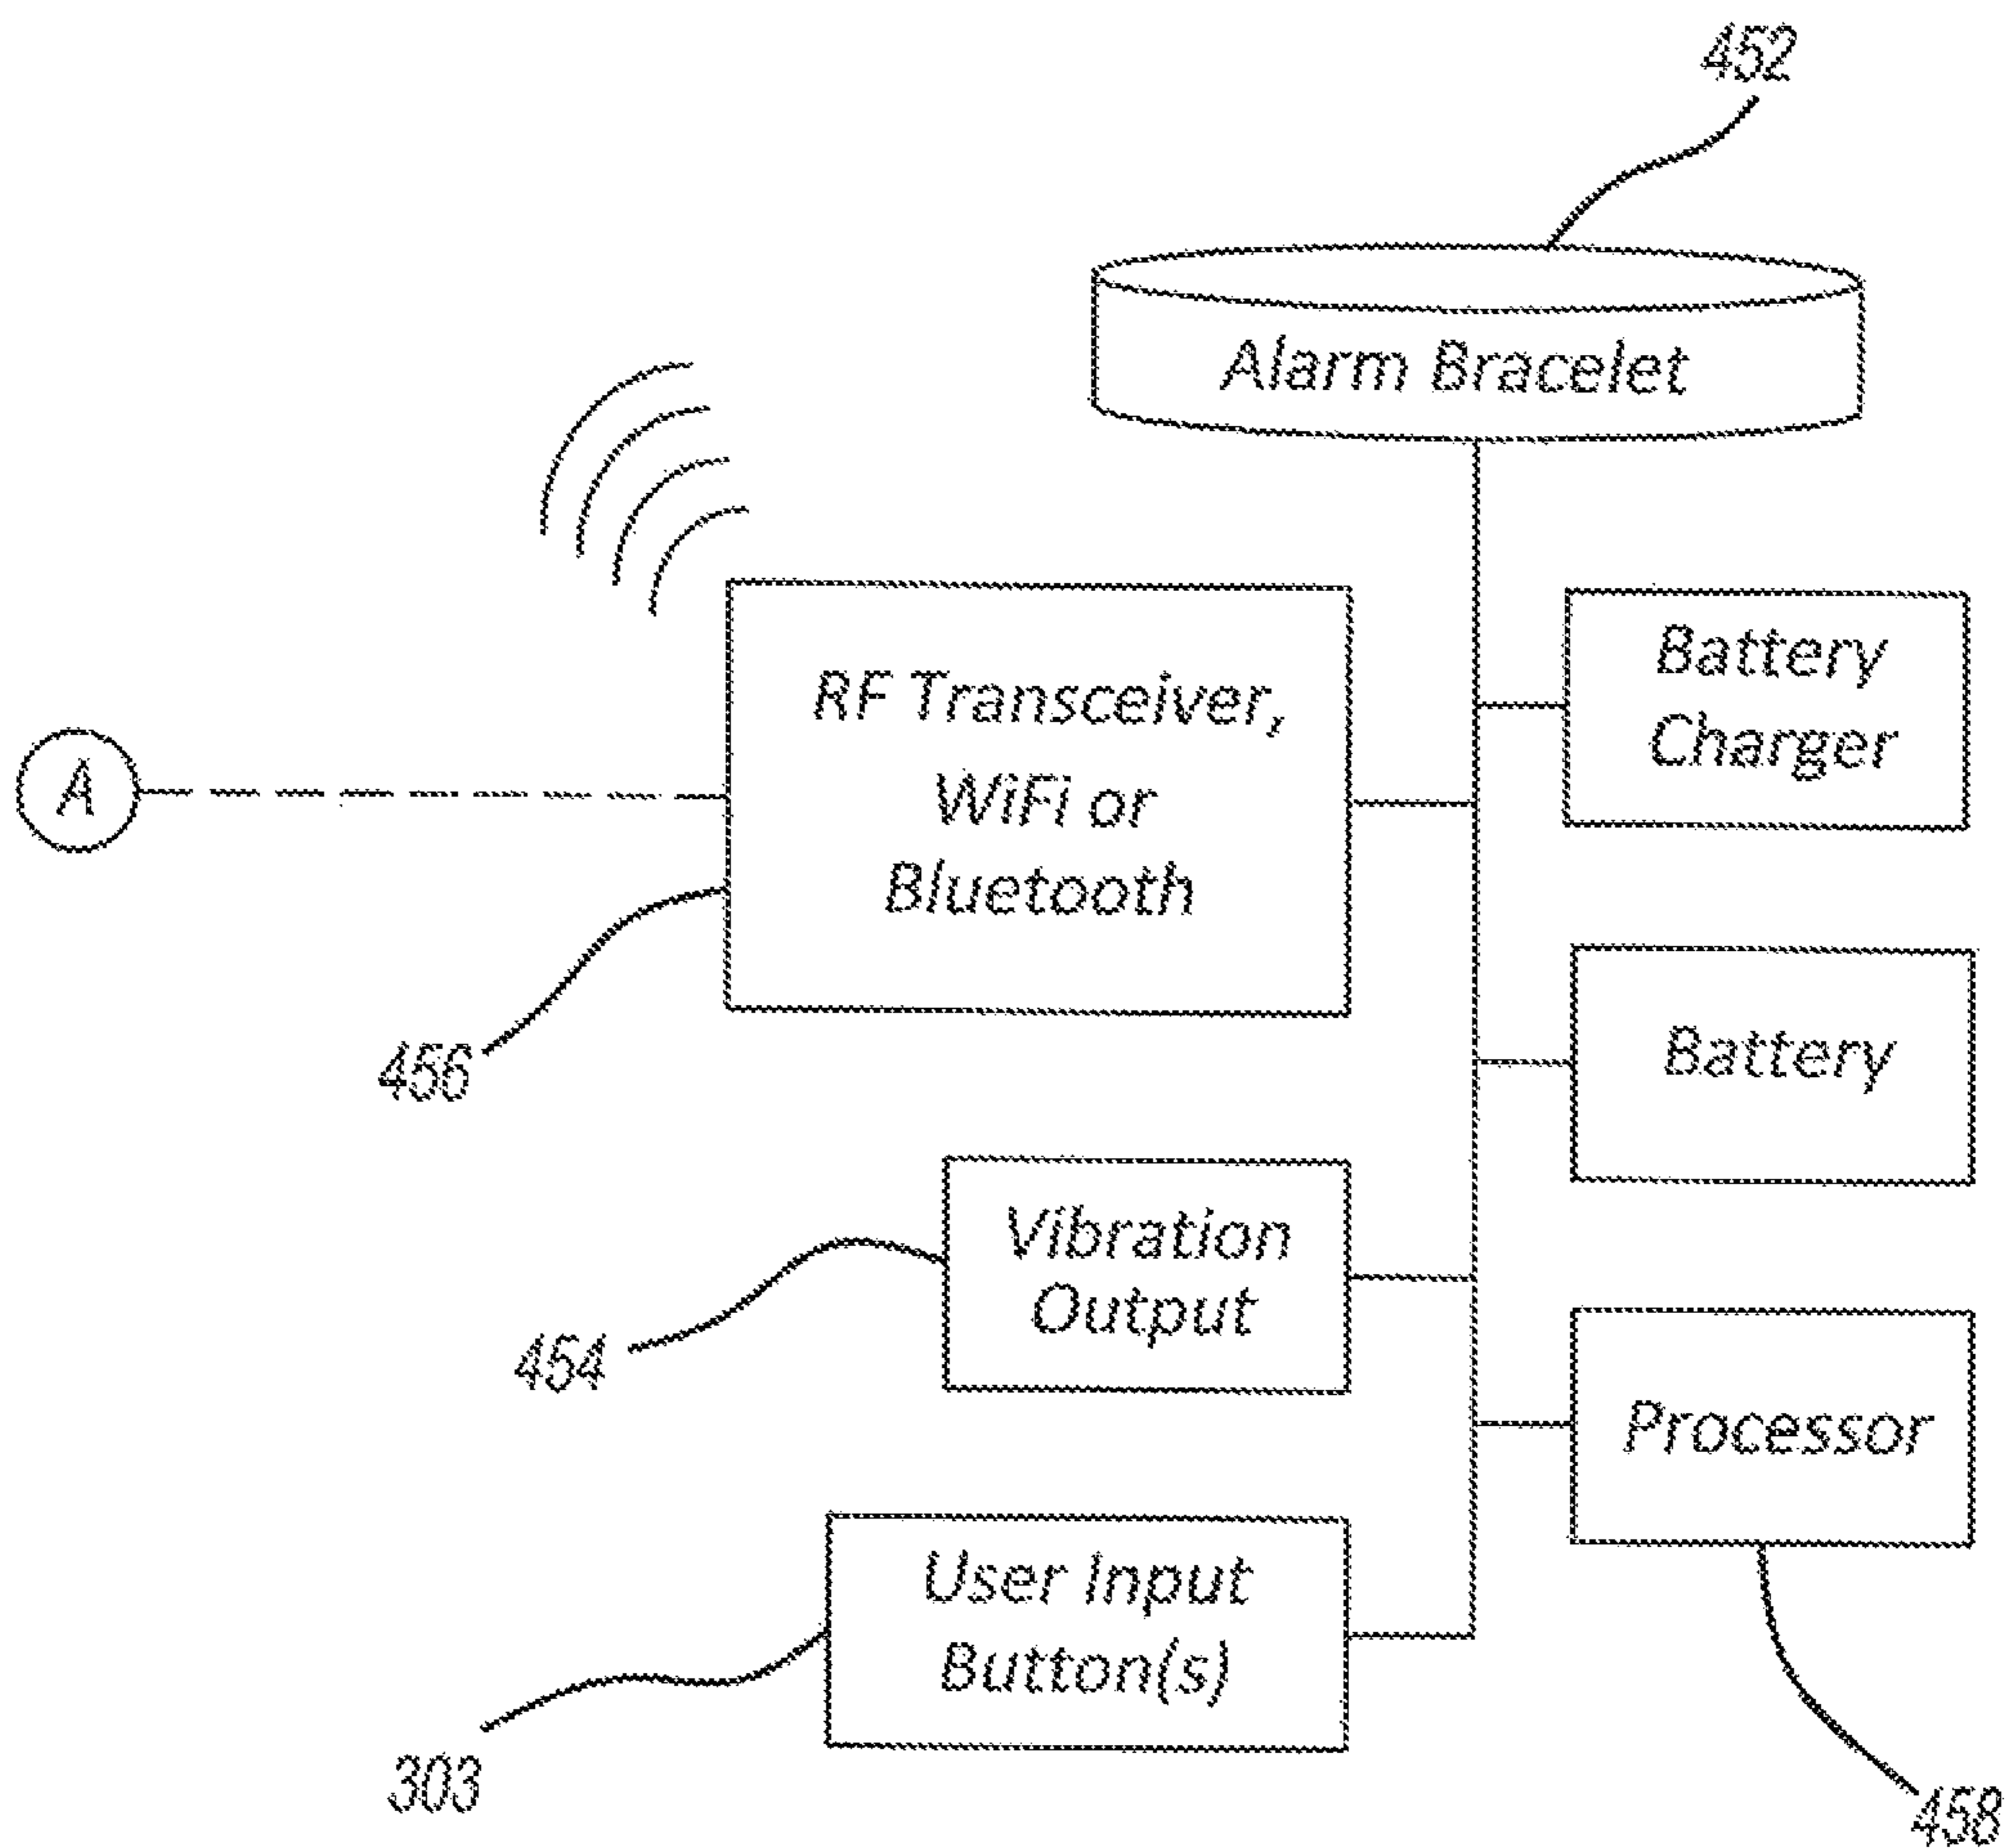 452
Alarm Bracelet
RF Transceiver,
WiFi or
Bluetooth
Battery
Charger
A
456
Battery
Vibration
Output
454
Processor
User Input
Button(s)
303
458